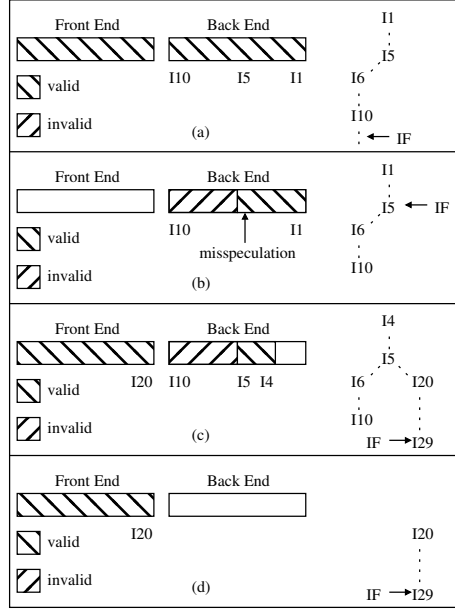 Front End Back End I1
I5
I10 I5 I1 I6
valid
I10
invalid
(a) IF
Front End Back End I1
I5 IF
I10 I1 I6
valid
misspeculation
invalid I10
(b)
Front End Back End I4
I5
I20 I10 I5 I4 I6 I20
valid
I10
invalid (c) IF I29
Front End Back End
I20 I20
valid
invalid (d) IF I29